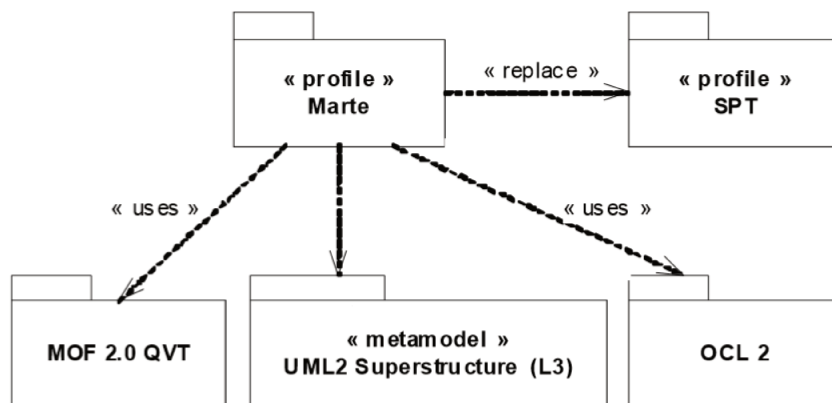 « profile »
Marte
« replace »
« profile »
SPT
« uses »
« uses »
MOF 2.0 QVT
« metamodel »
UML2 Superstructure (L3)
OCL 2